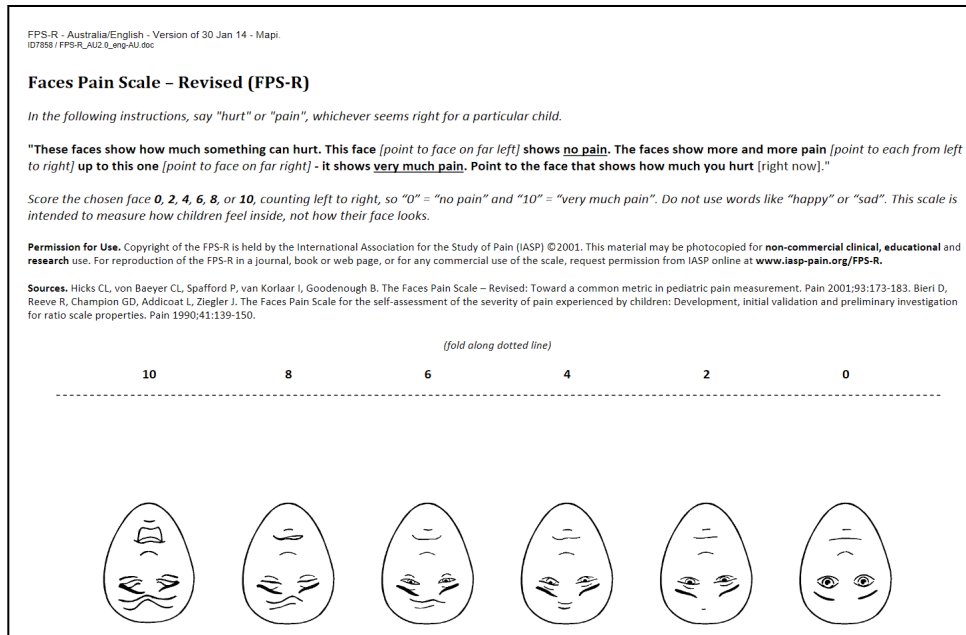 FPS-R - Australia/English - Version of 30 Jan 14 - Mapi.
ID7858 / FPS-R_AU2.0_eng-AU.doc
Faces Pain Scale – Revised (FPS-R)
In the following instructions, say "hurt" or "pain", whichever seems right for a particular child.
"These faces show how much something can hurt. This face [point to face on far left] shows no pain. The faces show more and more pain [point to each from left
to right] up to this one [point to face on far right] - it shows very much pain. Point to the face that shows how much you hurt [right now]."
Score the chosen face 0, 2, 4, 6, 8, or 10, counting left to right, so “0” = “no pain” and “10” = “very much pain”. Do not use words like “happy” or “sad”. This scale is
intended to measure how children feel inside, not how their face looks.
Permission for Use. Copyright of the FPS-R is held by the International Association for the Study of Pain (IASP) ©2001. This material may be photocopied for non-commercial clinical, educational and
research use. For reproduction of the FPS-R in a journal, book or web page, or for any commercial use of the scale, request permission from IASP online at www.iasp-pain.org/FPS-R.
Sources. Hicks CL, von Baeyer CL, Spafford P, van Korlaar I, Goodenough B. The Faces Pain Scale – Revised: Toward a common metric in pediatric pain measurement. Pain 2001;93:173-183. Bieri D,
Reeve R, Champion GD, Addicoat L, Ziegler J. The Faces Pain Scale for the self-assessment of the severity of pain experienced by children: Development, initial validation and preliminary investigation
for ratio scale properties. Pain 1990;41:139-150.
(fold along dotted line)
10 8 6 4 2 0